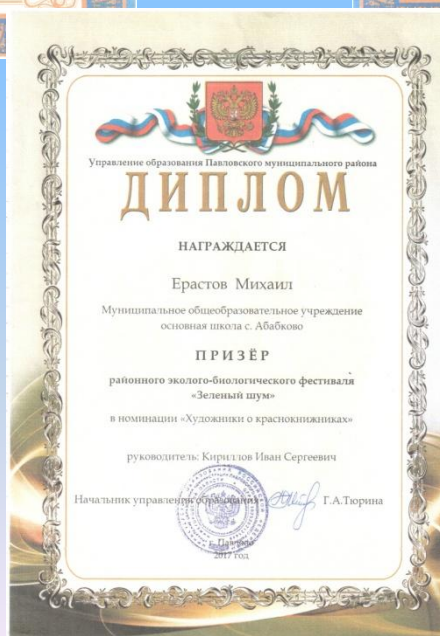 Управление образования Павловского муниципального района
ДИПЛОМ
НАГРАЖДАЕТСЯ
Ерастов Михаил
Муниципальное общеобразовательное учреждение
основная школа с. Абабково
ПРИЗЁР
районного эколого-биологического фестиваля
«Зеленый шум»
в номинации «Художники о краснокнижниках»
руководитель: Кириллов Иван Сергеевич
Начальник управления образования Г.А.Тюрина
г. Павлово
2017 год